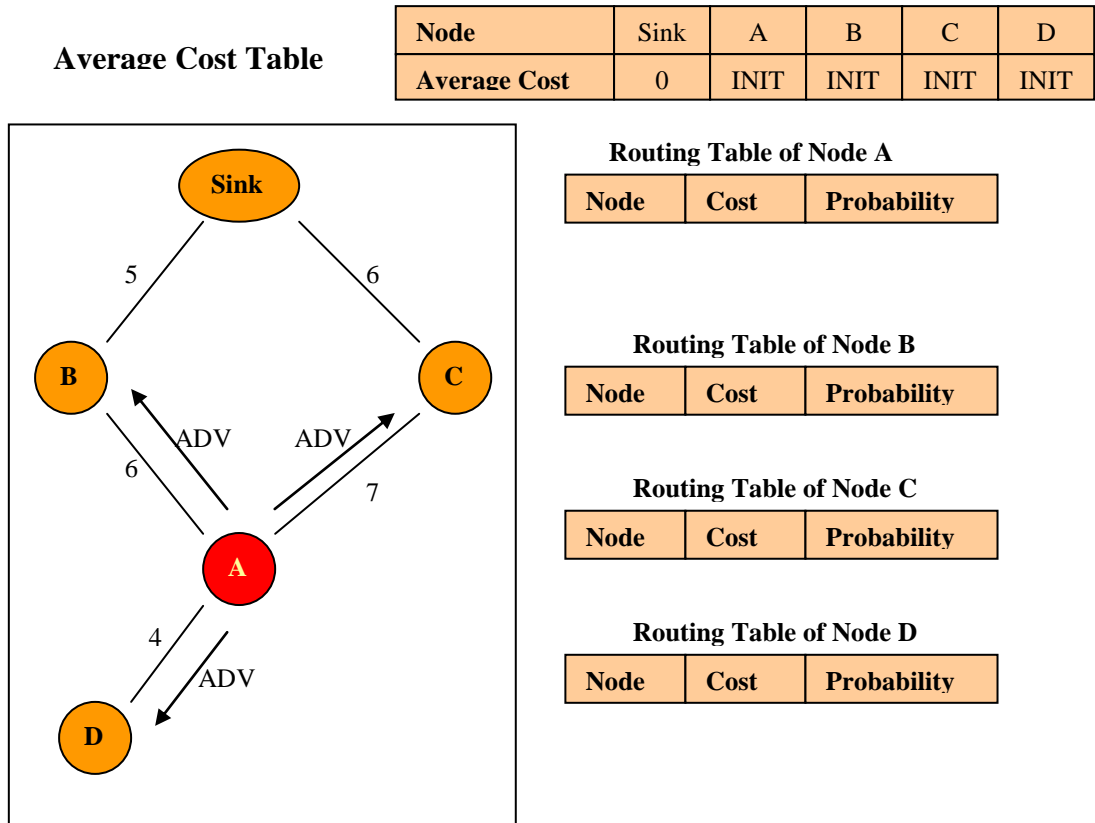 Average Cost Table
Node Sink A B C D
Average Cost 0 INIT INIT INIT INIT
Sink
5
6
B
C
ADV
ADV
6
7
A
4
ADV
D
Routing Table of Node A
Node Cost Probability
Routing Table of Node B
Node Cost Probability
Routing Table of Node C
Node Cost Probability
Routing Table of Node D
Node Cost Probability